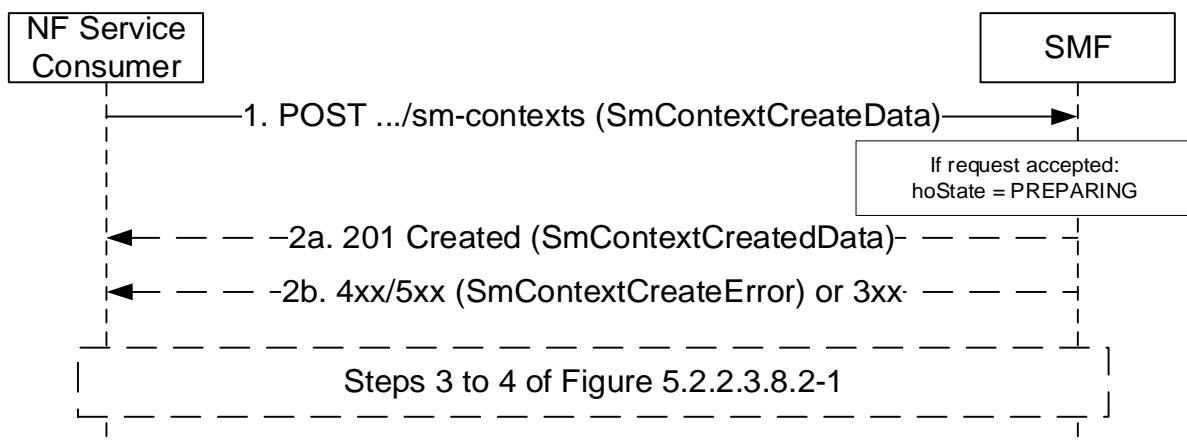 NF Service
Consumer
SMF
1. POST .../sm-contexts (SmContextCreateData)
If request accepted:
hoState = PREPARING
2a. 201 Created (SmContextCreatedData)
2b. 4xx/5xx (SmContextCreateError) or 3xx
Steps 3 to 4 of Figure 5.2.2.3.8.2-1